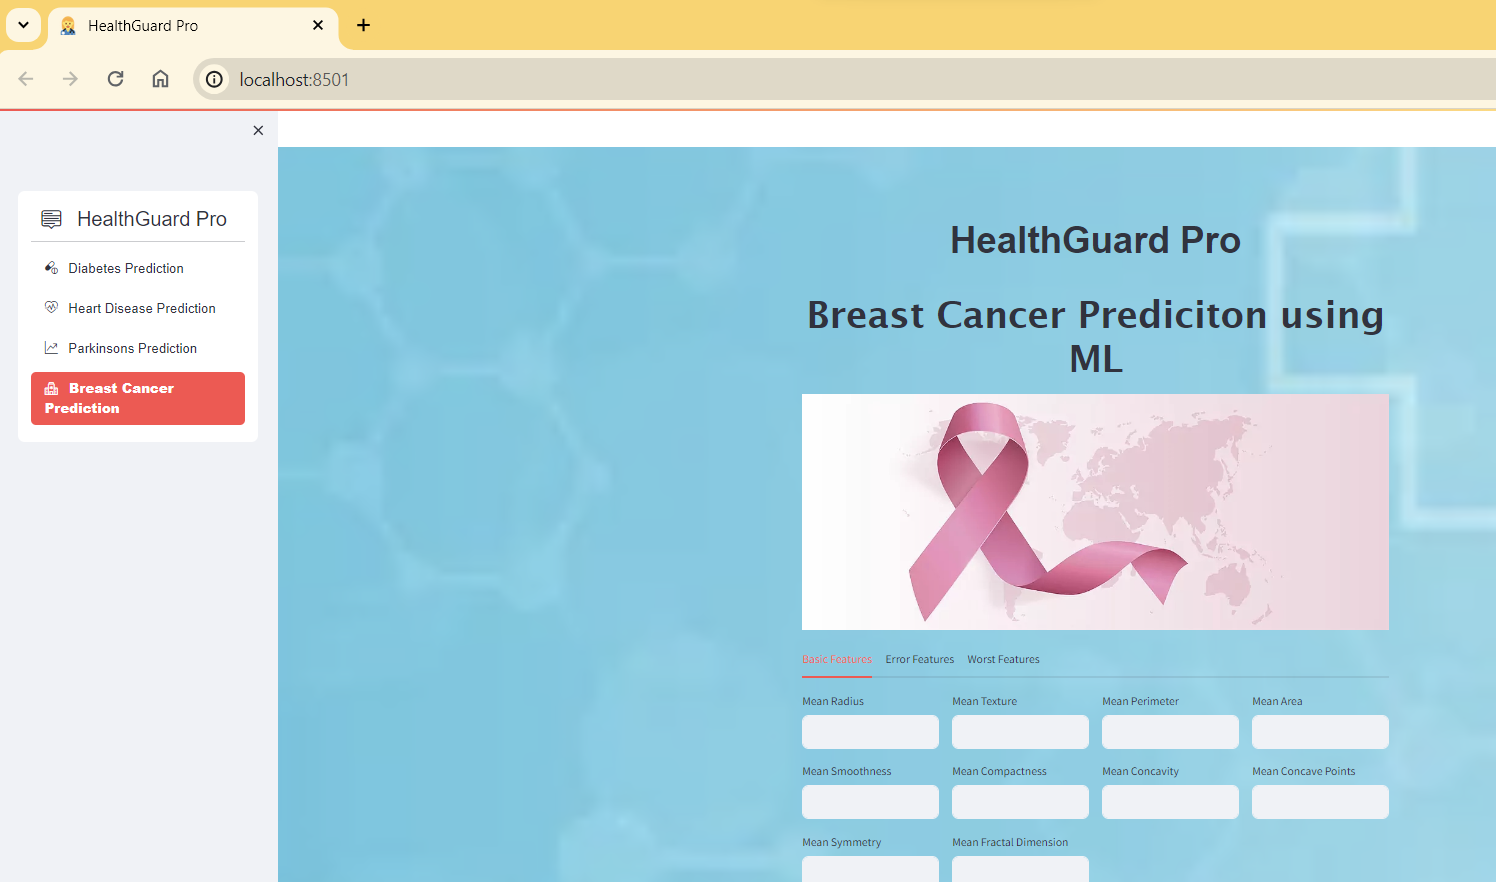 HealthGuard Pro
localhost:8501
HealthGuard Pro
Diabetes Prediction
Heart Disease Prediction
Parkinsons Prediction
Breast Cancer
Prediction
HealthGuard Pro
Breast Cancer Prediciton using
ML
Basic Features Error Features Worst Features
Mean Radius Mean Texture Mean Perimeter Mean Area
Mean Smoothness Mean Compactness Mean Concavity Mean Concave Points
Mean Symmetry Mean Fractal Dimension